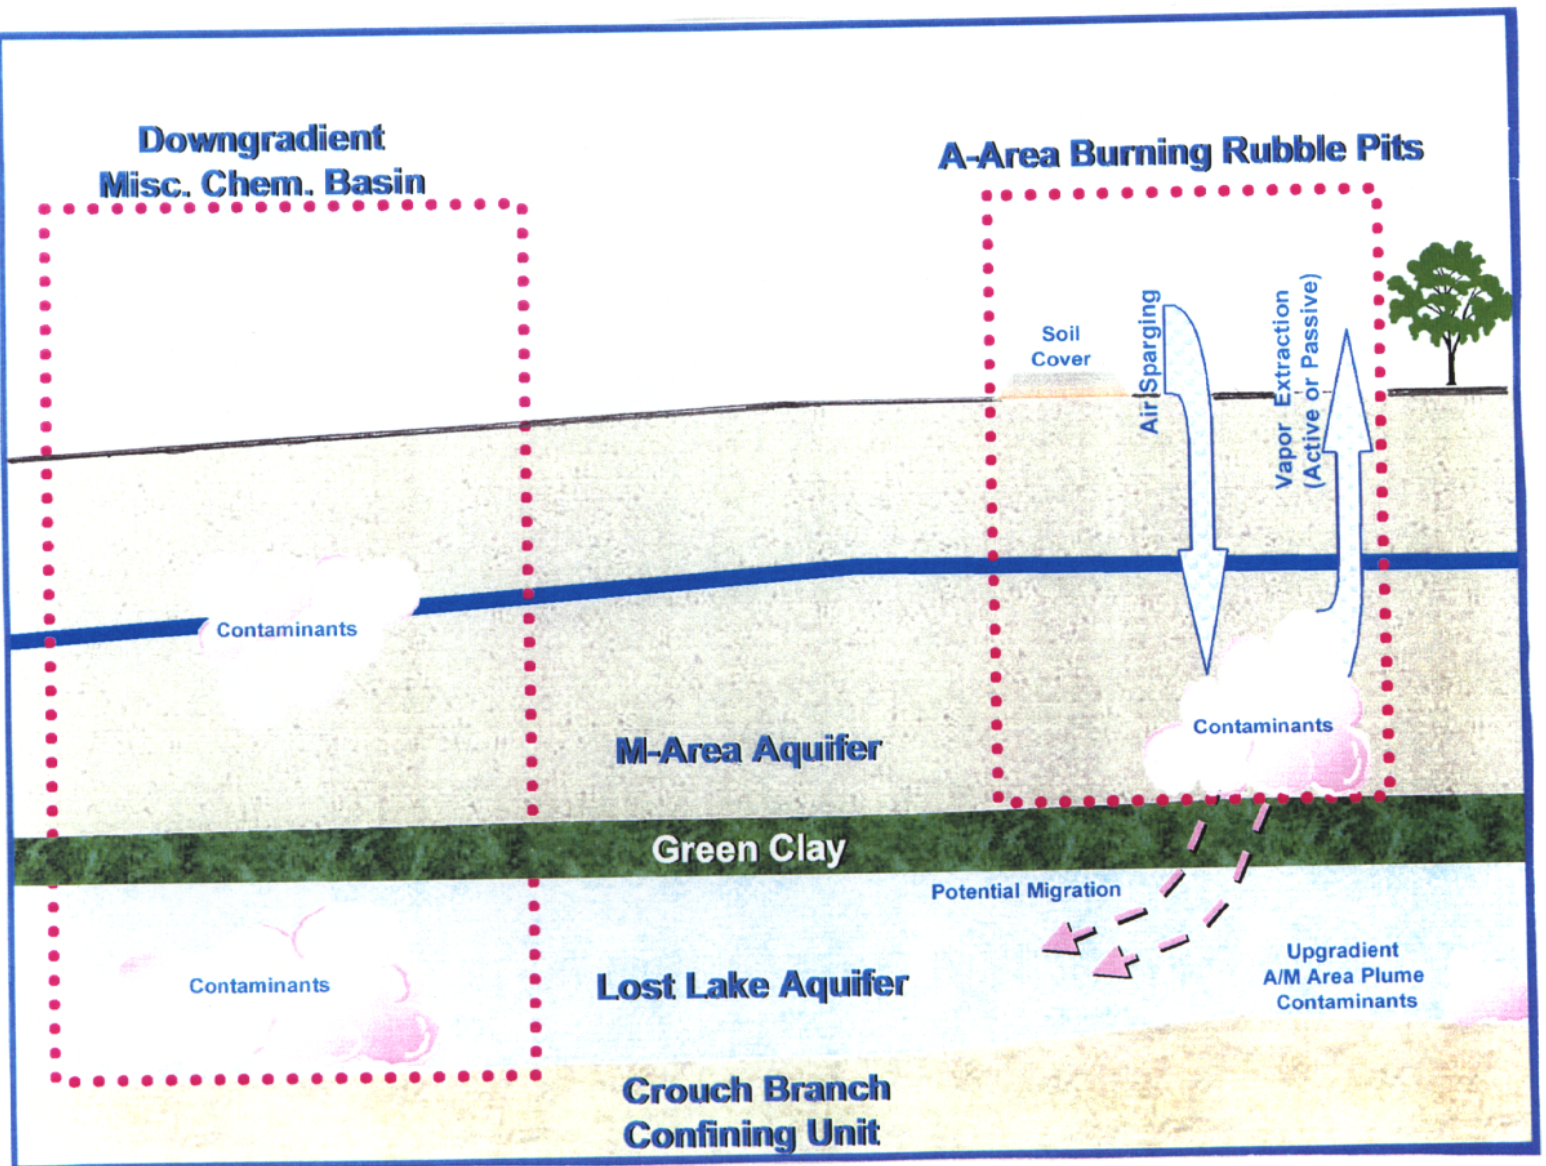 Downgradient
Misc. Chem. Basin
A-Area Burning Rubble Pits
Soil
Cover
Air Sparging
Vapor Extraction
(Active or Passive)
Contaminants
Contaminants
M-Area Aquifer
Green Clay
Potential Migration
Contaminants
Lost Lake Aquifer
Upgradient
A/M Area Plume
Contaminants
Crouch Branch
Confining Unit